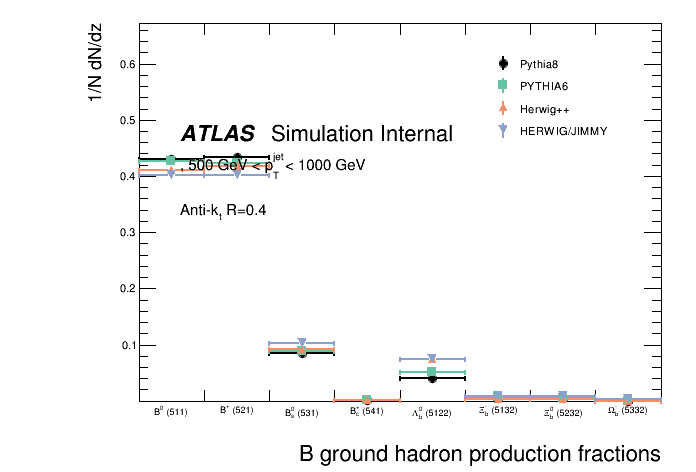 1/N dN/dz
0.6
0.5
0.4
0.3
0.2
0.1
Pythia8
PYTHIA6
Herwig++
HERWIG/JIMMY
ATLAS Simulation Internal
, 500 GeV < p_T^jet < 1000 GeV
Anti-k_t R=0.4
B^0 (511)
B^+ (521)
B_s^0 (531)
B_c^+ (541)
Λ_b^0 (5122)
Ξ_b^- (5132)
Ξ_b^0 (5232)
Ω_b^- (5332)
B ground hadron production fractions